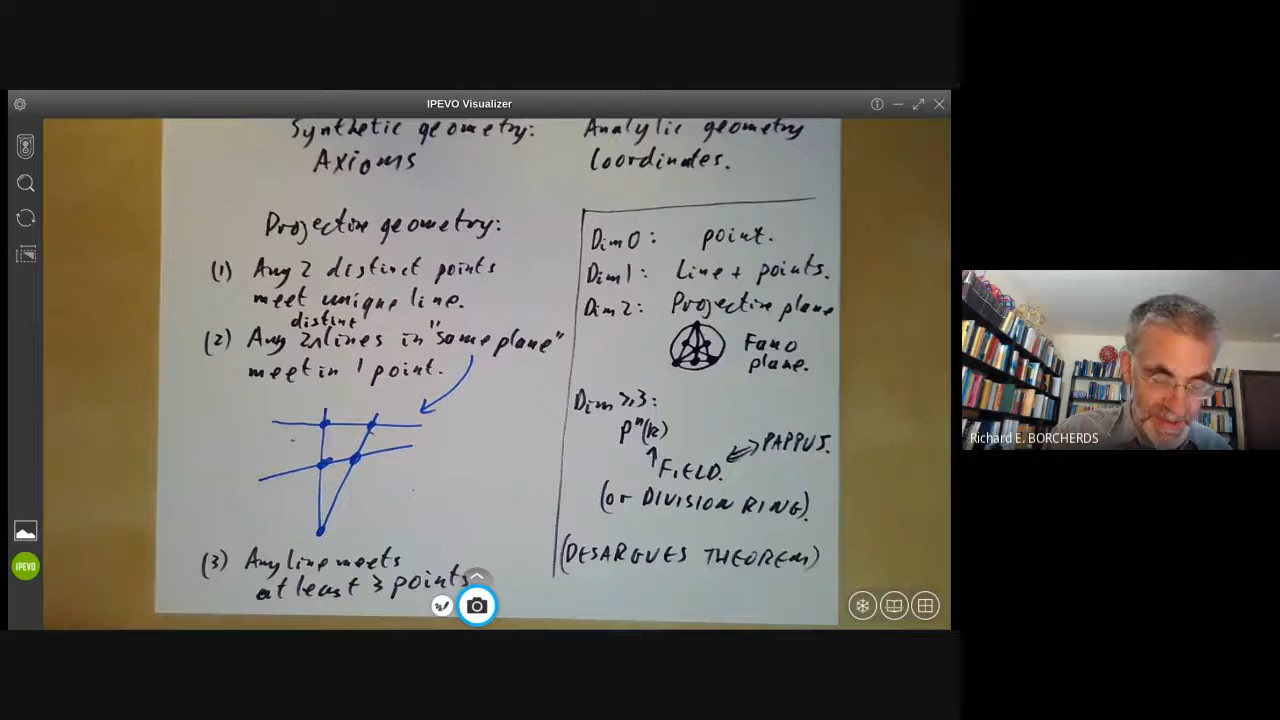 IPEVO Visualizer
Synthetic geometry:
Axioms
Projective geometry:
(1) Any 2 distinct points
meet unique line.
distinct
(2) Any 2 lines in "same plane"
meet in 1 point.
(3) Any line meets
at least 3 points
Analytic geometry
Coordinates.
Dim 0: point.
Dim 1: Line + points.
Dim 2: Projective plane
Fano
plane.
Dim ≥ 3:
Pⁿ(k)
PAPPUS.
FIELD.
(or DIVISION RING).
(DESARGUES THEOREM)
IPEVO
Richard E. BORCHERDS